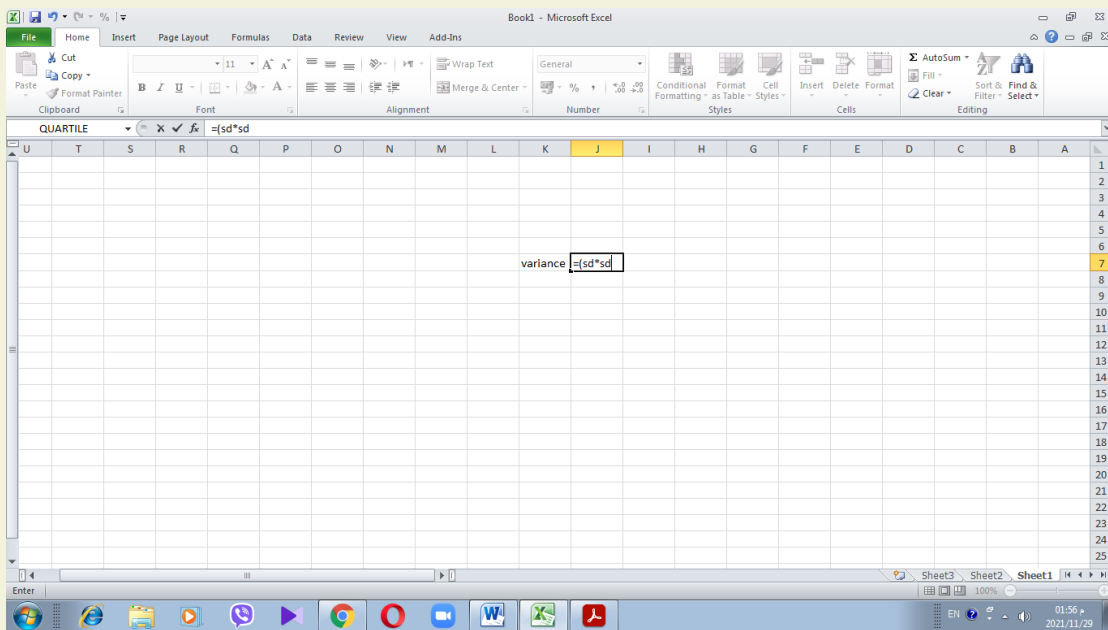 Book1 - Microsoft Excel
File Home Insert Page Layout Formulas Data Review View Add-Ins
Paste
Cut
Copy
Format Painter
Clipboard
11 A A
B I U A
Font
Wrap Text
Merge & Center
Alignment
General
% , .00 .0
Number
Conditional Formatting
Format as Table
Cell Styles
Styles
Insert Delete Format
Cells
Σ AutoSum
Fill
Clear
Sort & Filter
Find & Select
Editing
QUARTILE fx =(sd*sd
U T S R Q P O N M L K J I H G F E D C B A
1
2
3
4
5
6
variance =(sd*sd 7
8
9
10
11
12
13
14
15
16
17
18
19
20
21
22
23
24
25
Sheet3 Sheet2 Sheet1
Enter 100%
EN 01:56 م
2021/11/29